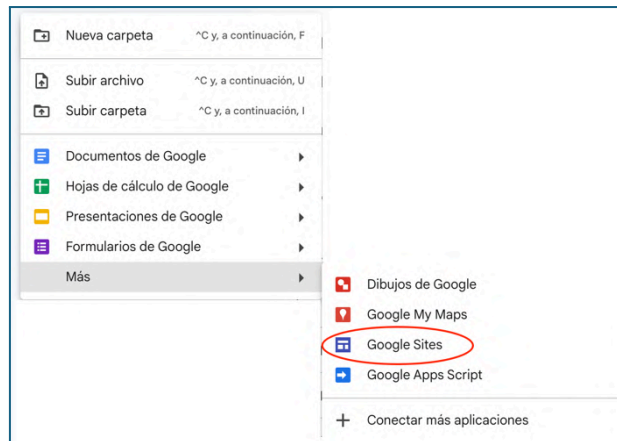 Nueva carpeta ^C y, a continuación, F
Subir archivo ^C y, a continuación, U
Subir carpeta ^C y, a continuación, I
Documentos de Google
Hojas de cálculo de Google
Presentaciones de Google
Formularios de Google
Más
Dibujos de Google
Google My Maps
Google Sites
Google Apps Script
Conectar más aplicaciones